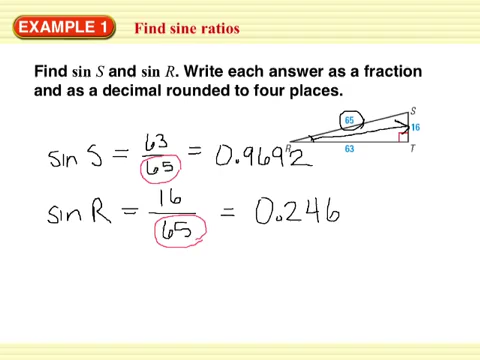 EXAMPLE 1 Find sine ratios
Find sin S and sin R. Write each answer as a fraction
and as a decimal rounded to four places.
S
65
16
R
63
T
sin S = 63/65 = 0.9692
sin R = 16/65 = 0.246